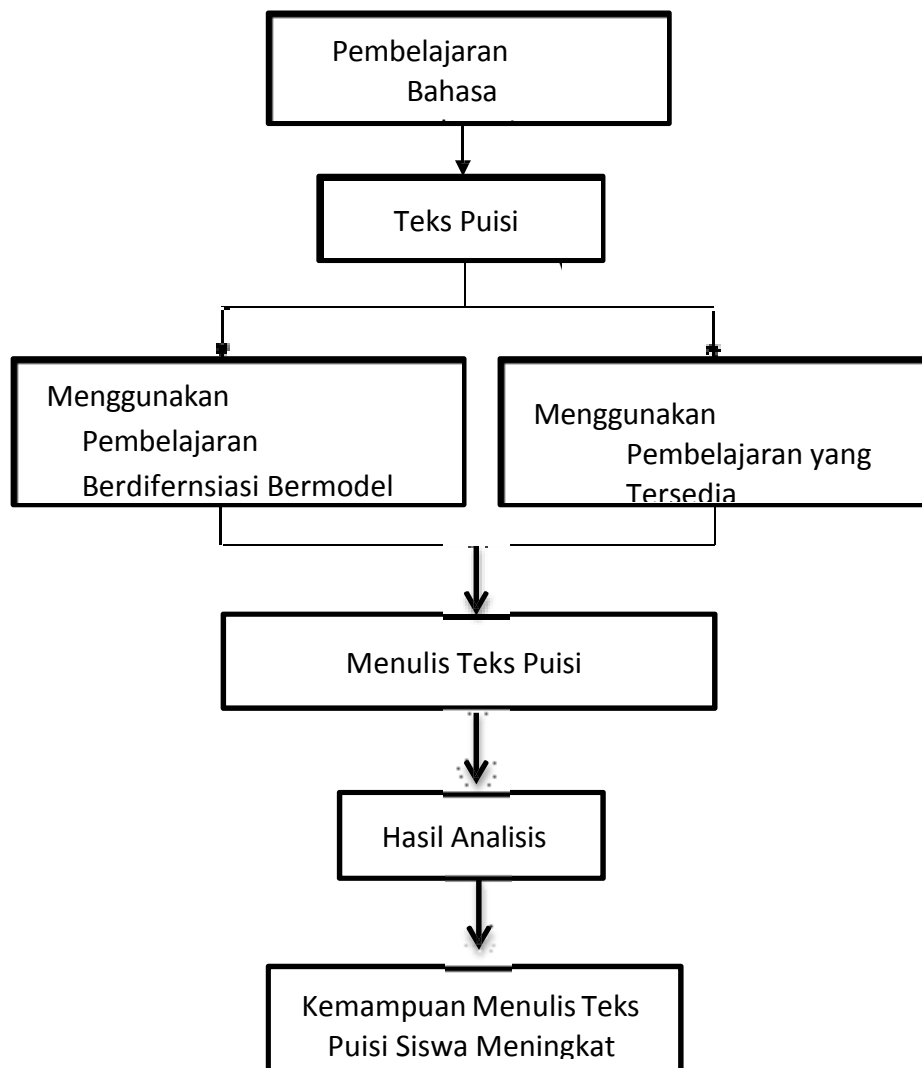 Pembelajaran
Bahasa
Teks Puisi
Menggunakan
Pembelajaran
Berdifernsiasi Bermodel
Menggunakan
Pembelajaran yang
Tersedia
Menulis Teks Puisi
Hasil Analisis
Kemampuan Menulis Teks
Puisi Siswa Meningkat